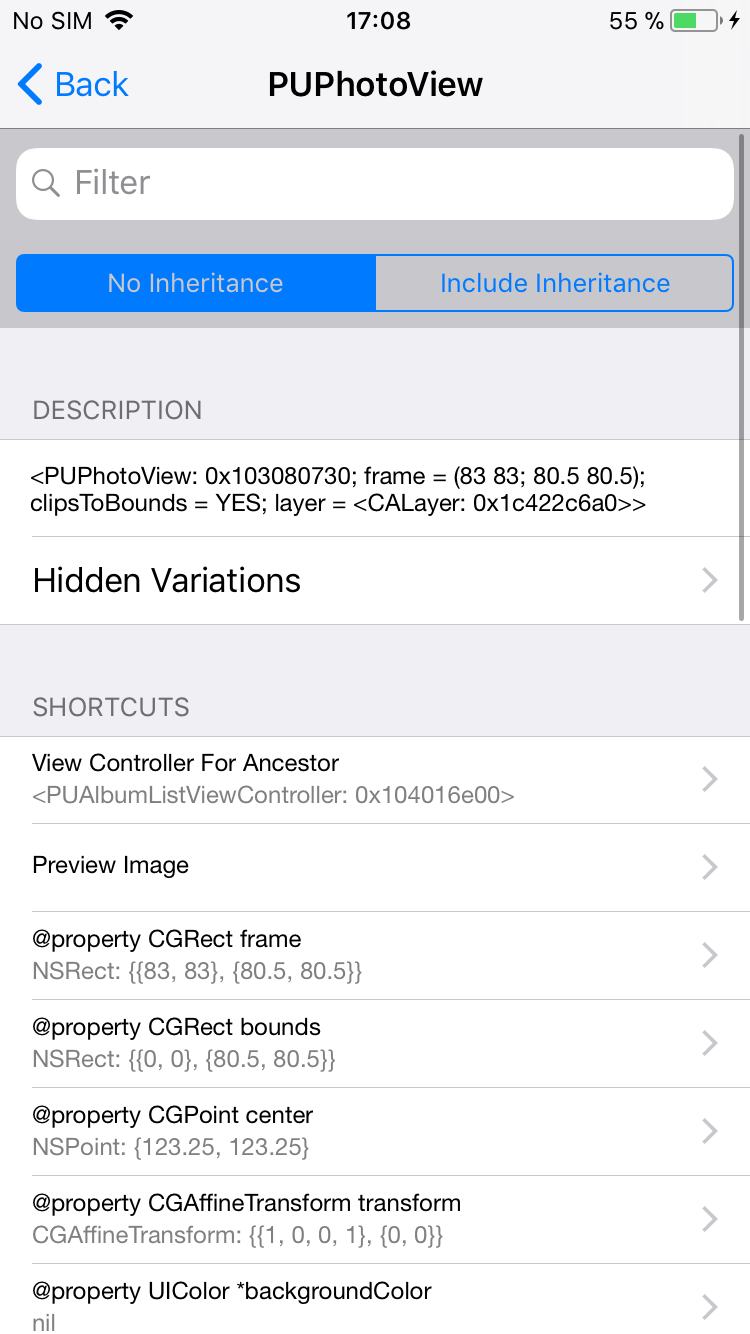 No SIM 17:08 55 %
Back PUPhotoView
Filter
No Inheritance Include Inheritance
DESCRIPTION
<PUPhotoView: 0x103080730; frame = (83 83; 80.5 80.5);
clipsToBounds = YES; layer = <CALayer: 0x1c422c6a0>>
Hidden Variations
SHORTCUTS
View Controller For Ancestor
<PUAlbumListViewController: 0x104016e00>
Preview Image
@property CGRect frame
NSRect: {{83, 83}, {80.5, 80.5}}
@property CGRect bounds
NSRect: {{0, 0}, {80.5, 80.5}}
@property CGPoint center
NSPoint: {123.25, 123.25}
@property CGAffineTransform transform
CGAffineTransform: {{1, 0, 0, 1}, {0, 0}}
@property UIColor *backgroundColor
nil